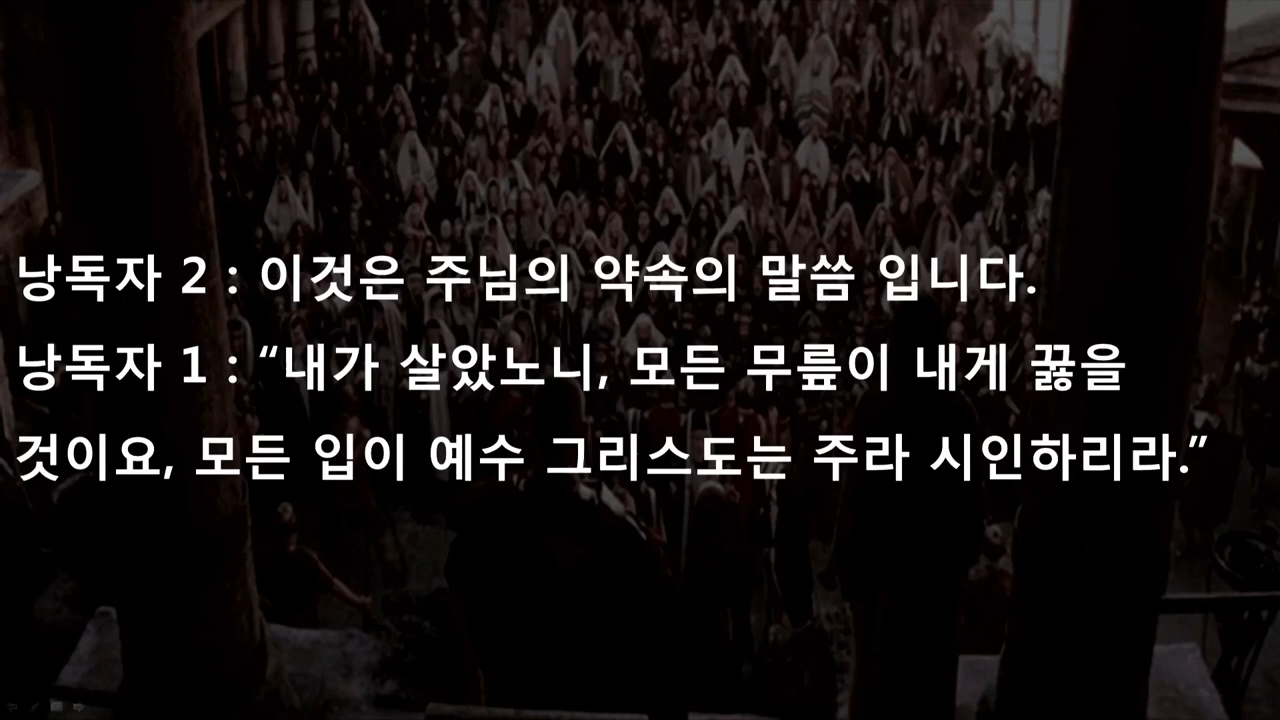 낭독자 2 : 이것은 주님의 약속의 말씀 입니다.
낭독자 1 : “내가 살았노니, 모든 무릎이 내게 꿇을
것이요, 모든 입이 예수 그리스도는 주라 시인하리라.”